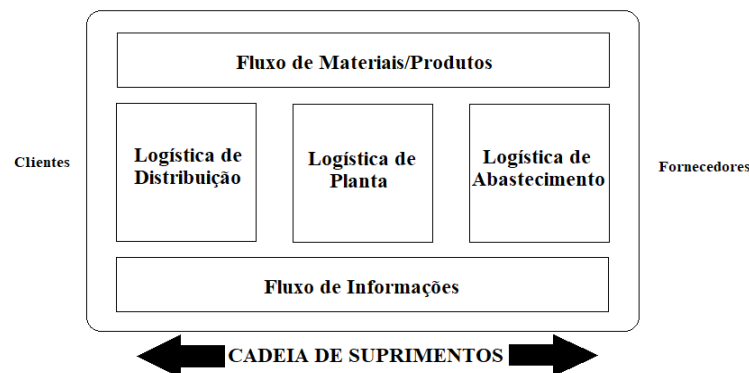 Fluxo de Materiais/Produtos
Clientes
Logística de
Distribuição
Logística de
Planta
Logística de
Abastecimento
Fornecedores
Fluxo de Informações
CADEIA DE SUPRIMENTOS